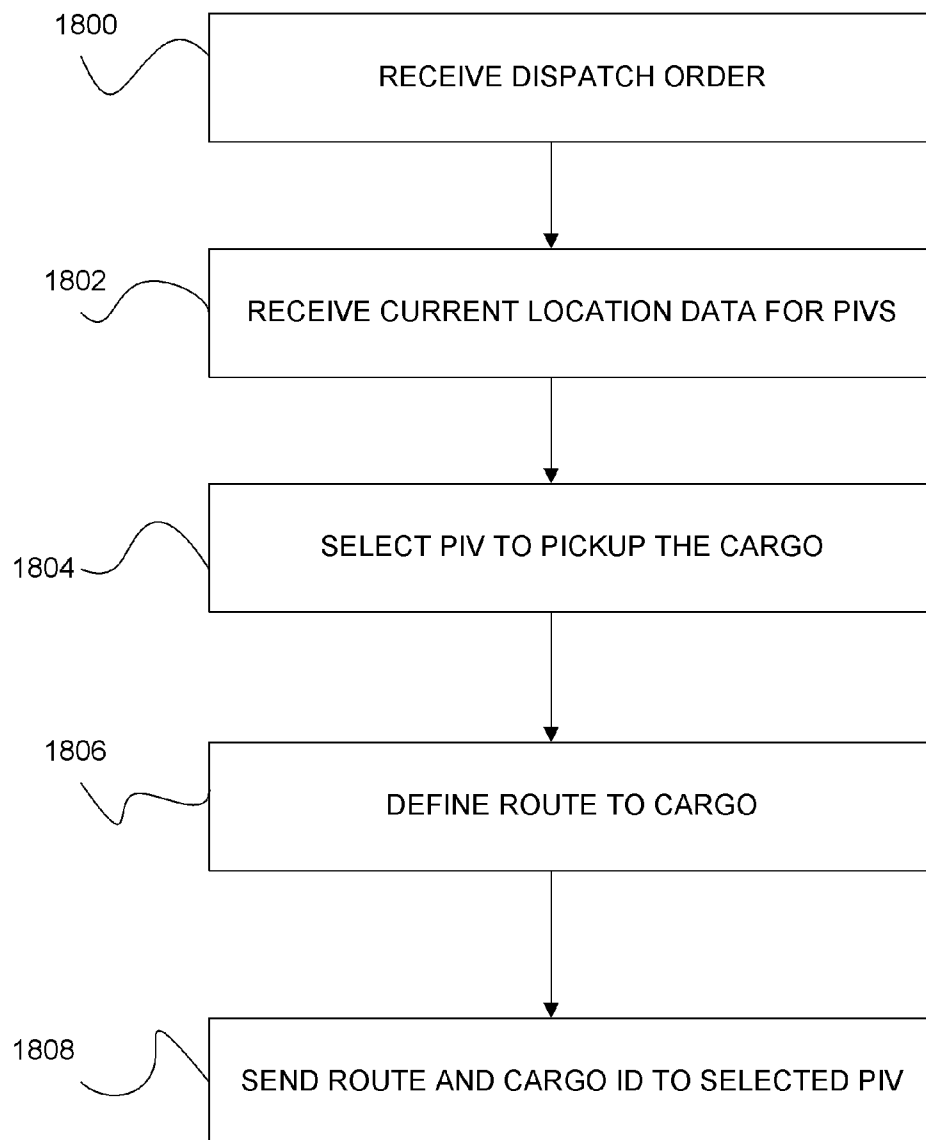 1800
RECEIVE DISPATCH ORDER
1802
RECEIVE CURRENT LOCATION DATA FOR PIVS
1804
SELECT PIV TO PICKUP THE CARGO
1806
DEFINE ROUTE TO CARGO
1808
SEND ROUTE AND CARGO ID TO SELECTED PIV